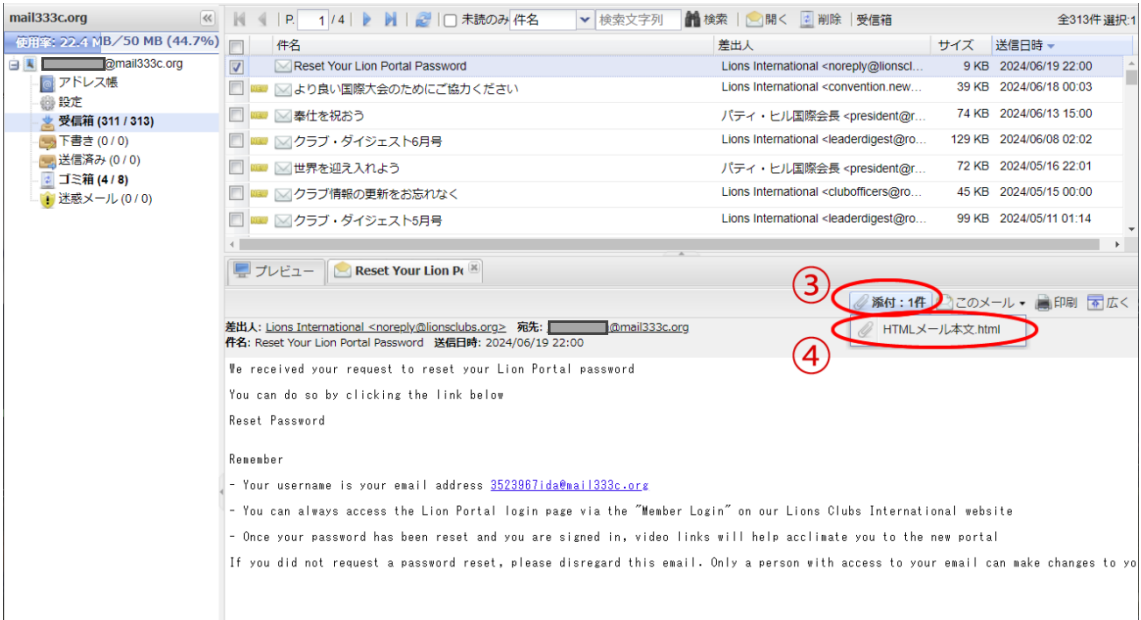 mail333c.org
使用率: 22.4 MB／50 MB (44.7%)
@mail333c.org
アドレス帳
設定
受信箱 (311 / 313)
下書き (0 / 0)
送信済み (0 / 0)
ゴミ箱 (4 / 8)
迷惑メール (0 / 0)
P. 1 / 4 | 未読のみ 件名 検索文字列 検索 | 開く 削除 | 受信箱 全313件 選択:1
件名 差出人 サイズ 送信日時
Reset Your Lion Portal Password Lions International <noreply@lionscl... 9 KB 2024/06/19 22:00
より良い国際大会のためにご協力ください Lions International <convention.new... 39 KB 2024/06/18 00:03
奉仕を祝おう パティ・ヒル国際会長 <president@r... 74 KB 2024/06/13 15:00
クラブ・ダイジェスト6月号 Lions International <leaderdigest@ro... 129 KB 2024/06/08 02:02
世界を迎え入れよう パティ・ヒル国際会長 <president@r... 72 KB 2024/05/16 22:01
クラブ情報の更新をお忘れなく Lions International <clubofficers@ro... 45 KB 2024/05/15 00:00
クラブ・ダイジェスト5月号 Lions International <leaderdigest@ro... 99 KB 2024/05/11 01:14
プレビュー Reset Your Lion P
③
添付：1件 このメール 印刷 広く
HTMLメール本文.html
④
差出人: Lions International <noreply@lionsclubs.org> 宛先: @mail333c.org
件名: Reset Your Lion Portal Password 送信日時: 2024/06/19 22:00
We received your request to reset your Lion Portal password
You can do so by clicking the link below
Reset Password
Remember
- Your username is your email address 3523967ida@mail333c.org
- You can always access the Lion Portal login page via the "Member Login" on our Lions Clubs International website
- Once your password has been reset and you are signed in, video links will help acclimate you to the new portal
If you did not request a password reset, please disregard this email. Only a person with access to your email can make changes to yo